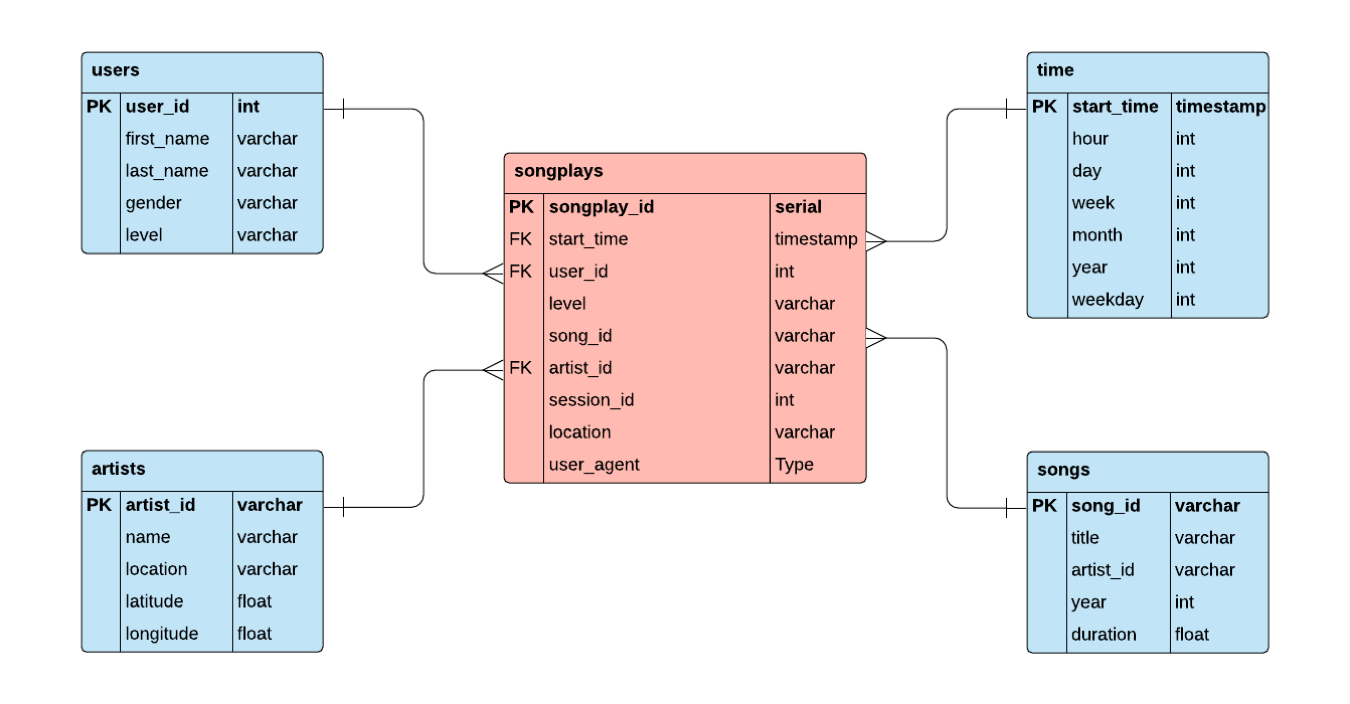 users
PK user_id int
first_name varchar
last_name varchar
gender varchar
level varchar
songplays
PK songplay_id serial
FK start_time timestamp
FK user_id int
level varchar
song_id varchar
FK artist_id varchar
session_id int
location varchar
user_agent Type
time
PK start_time timestamp
hour int
day int
week int
month int
year int
weekday int
artists
PK artist_id varchar
name varchar
location varchar
latitude float
longitude float
songs
PK song_id varchar
title varchar
artist_id varchar
year int
duration float